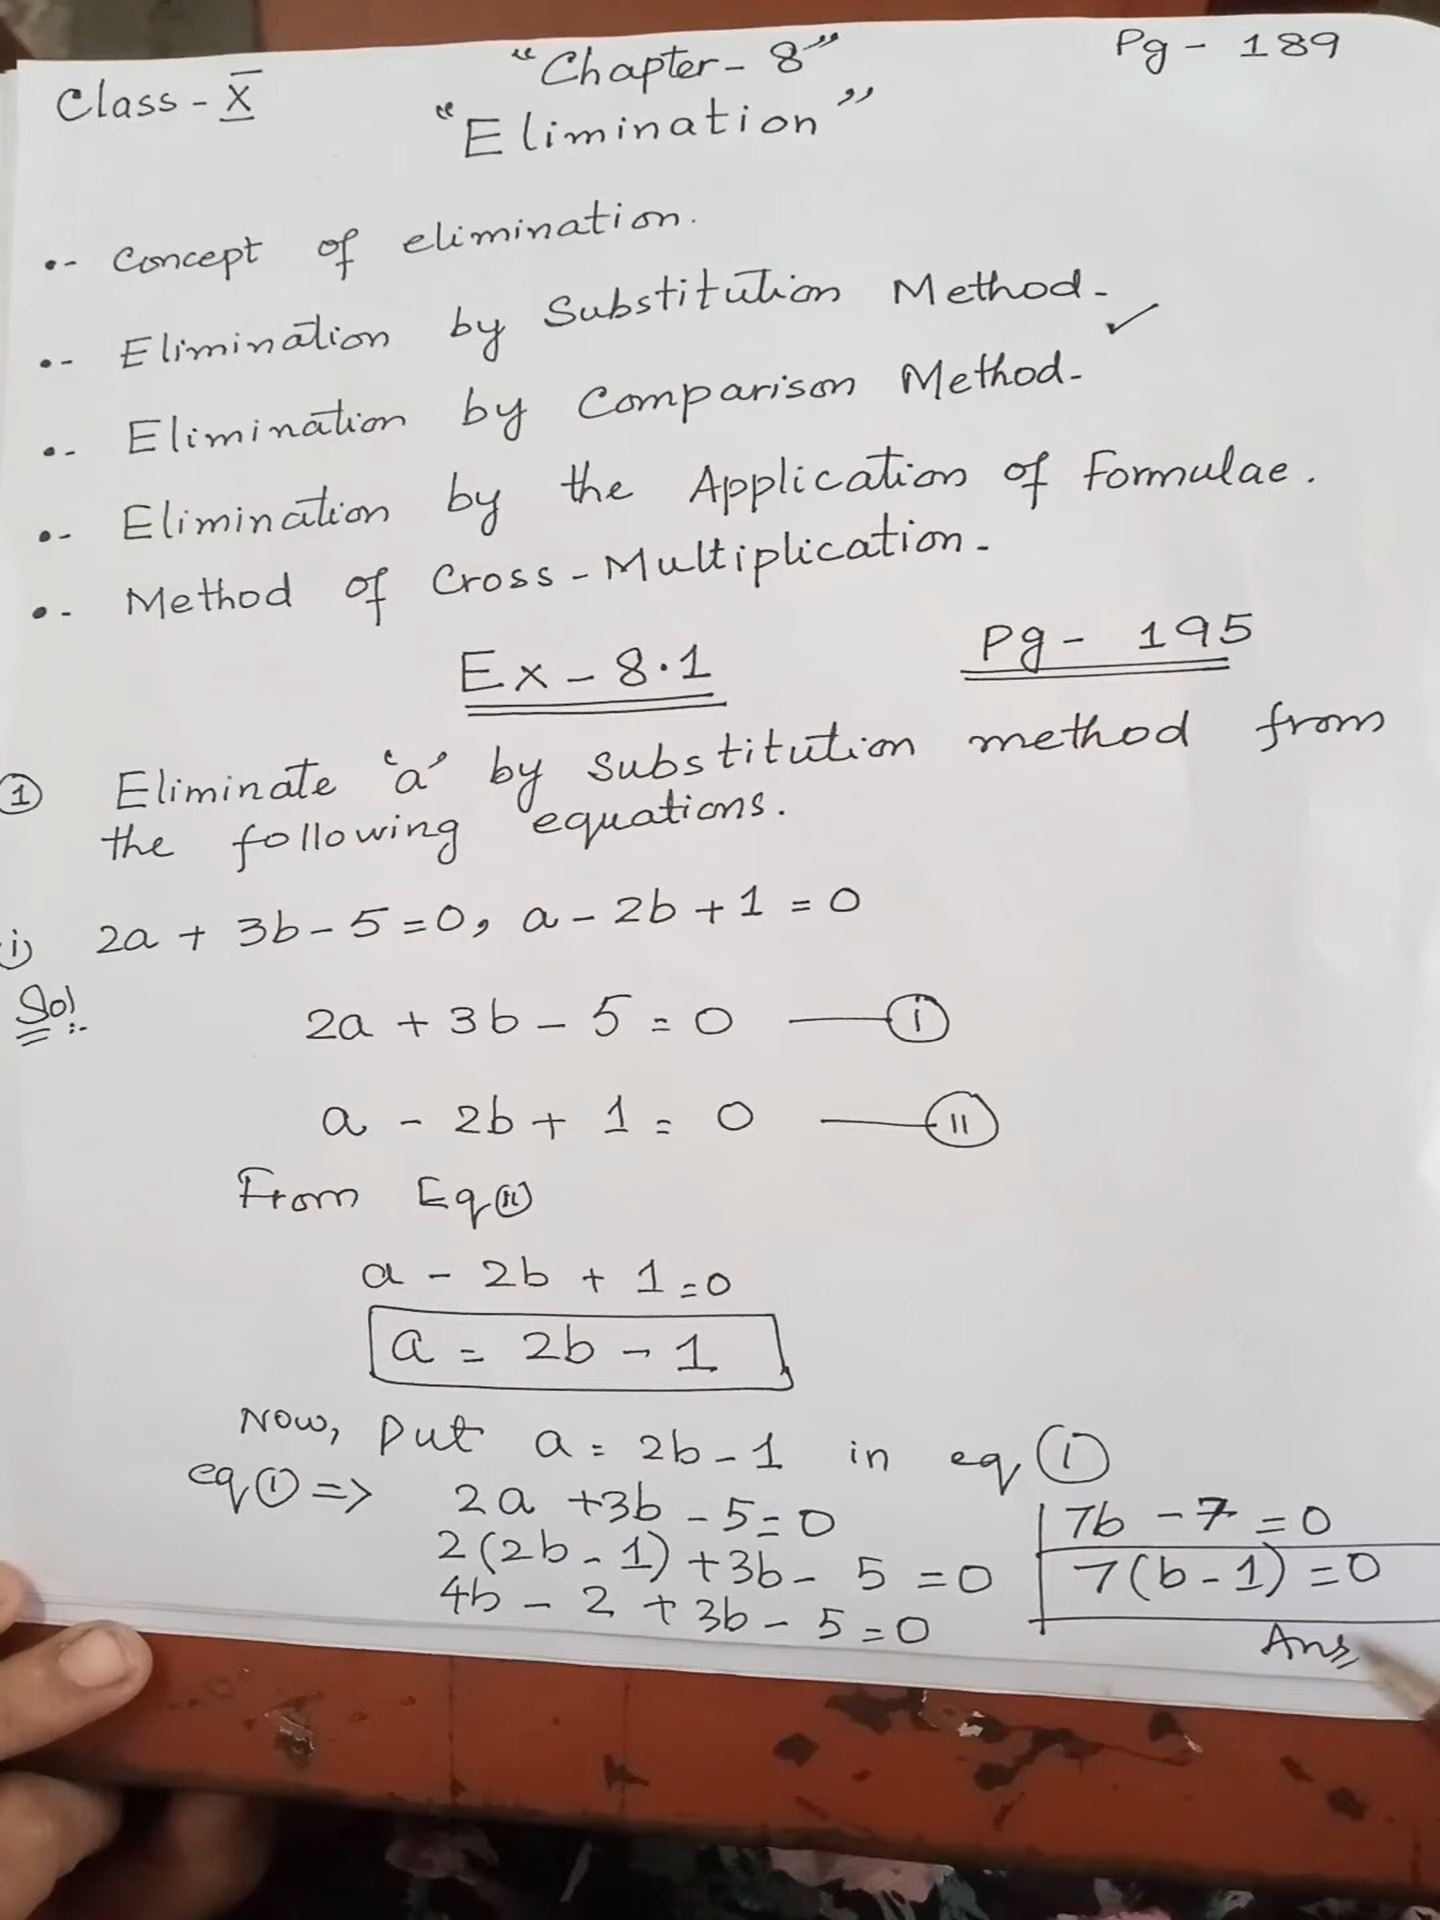 Class - X
"Chapter - 8"
Pg - 189
"Elimination"
•- Concept of elimination.
•- Elimination by Substitution Method- ✓
•- Elimination by Comparison Method-
•- Elimination by the Application of Formulae.
•- Method of Cross-Multiplication-
Ex - 8.1
Pg - 195
① Eliminate 'a' by substitution method from
the following equations.
i) 2a + 3b - 5 = 0, a - 2b + 1 = 0
Sol:-
2a + 3b - 5 = 0 —— (i)
a - 2b + 1 = 0 —— (ii)
From Eq (ii)
a - 2b + 1 = 0
a = 2b - 1
Now, Put a = 2b - 1 in eq (i)
eq (i) => 2a + 3b - 5 = 0
2(2b - 1) + 3b - 5 = 0
4b - 2 + 3b - 5 = 0
7b - 7 = 0
7(b - 1) = 0
Ans